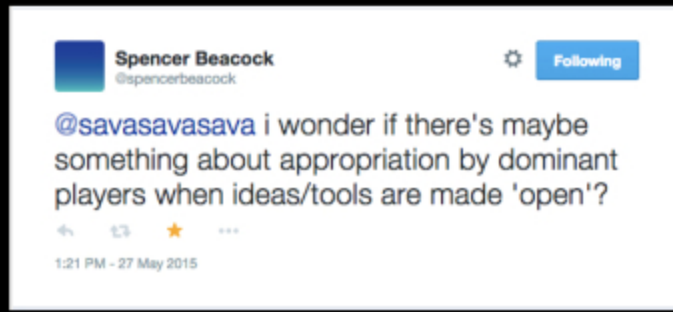 Spencer Beacock
@spencerbeacock
Following
@savasavasava i wonder if there's maybe
something about appropriation by dominant
players when ideas/tools are made 'open'?
1:21 PM - 27 May 2015